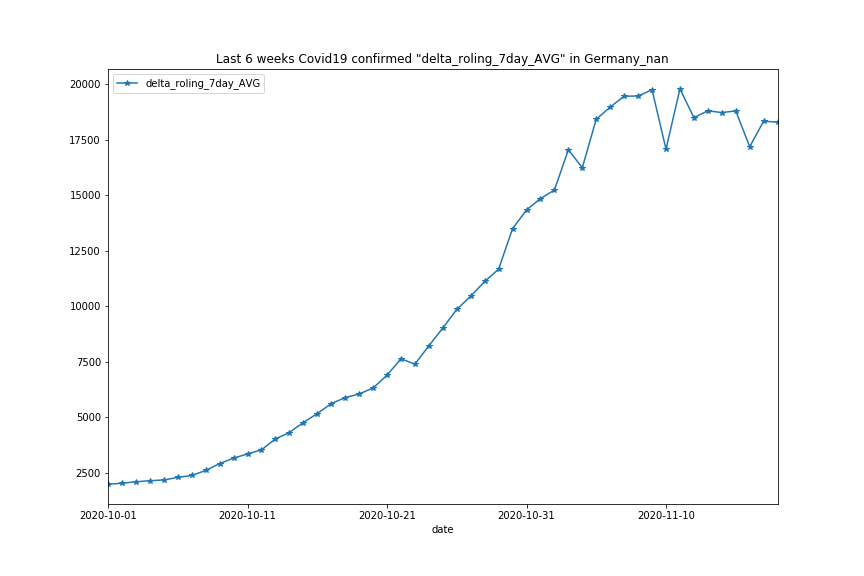 Last 6 weeks Covid19 confirmed "delta_roling_7day_AVG" in Germany_nan
delta_roling_7day_AVG
20000
17500
15000
12500
10000
7500
5000
2500
2020-10-01 2020-10-11 2020-10-21 2020-10-31 2020-11-10
date